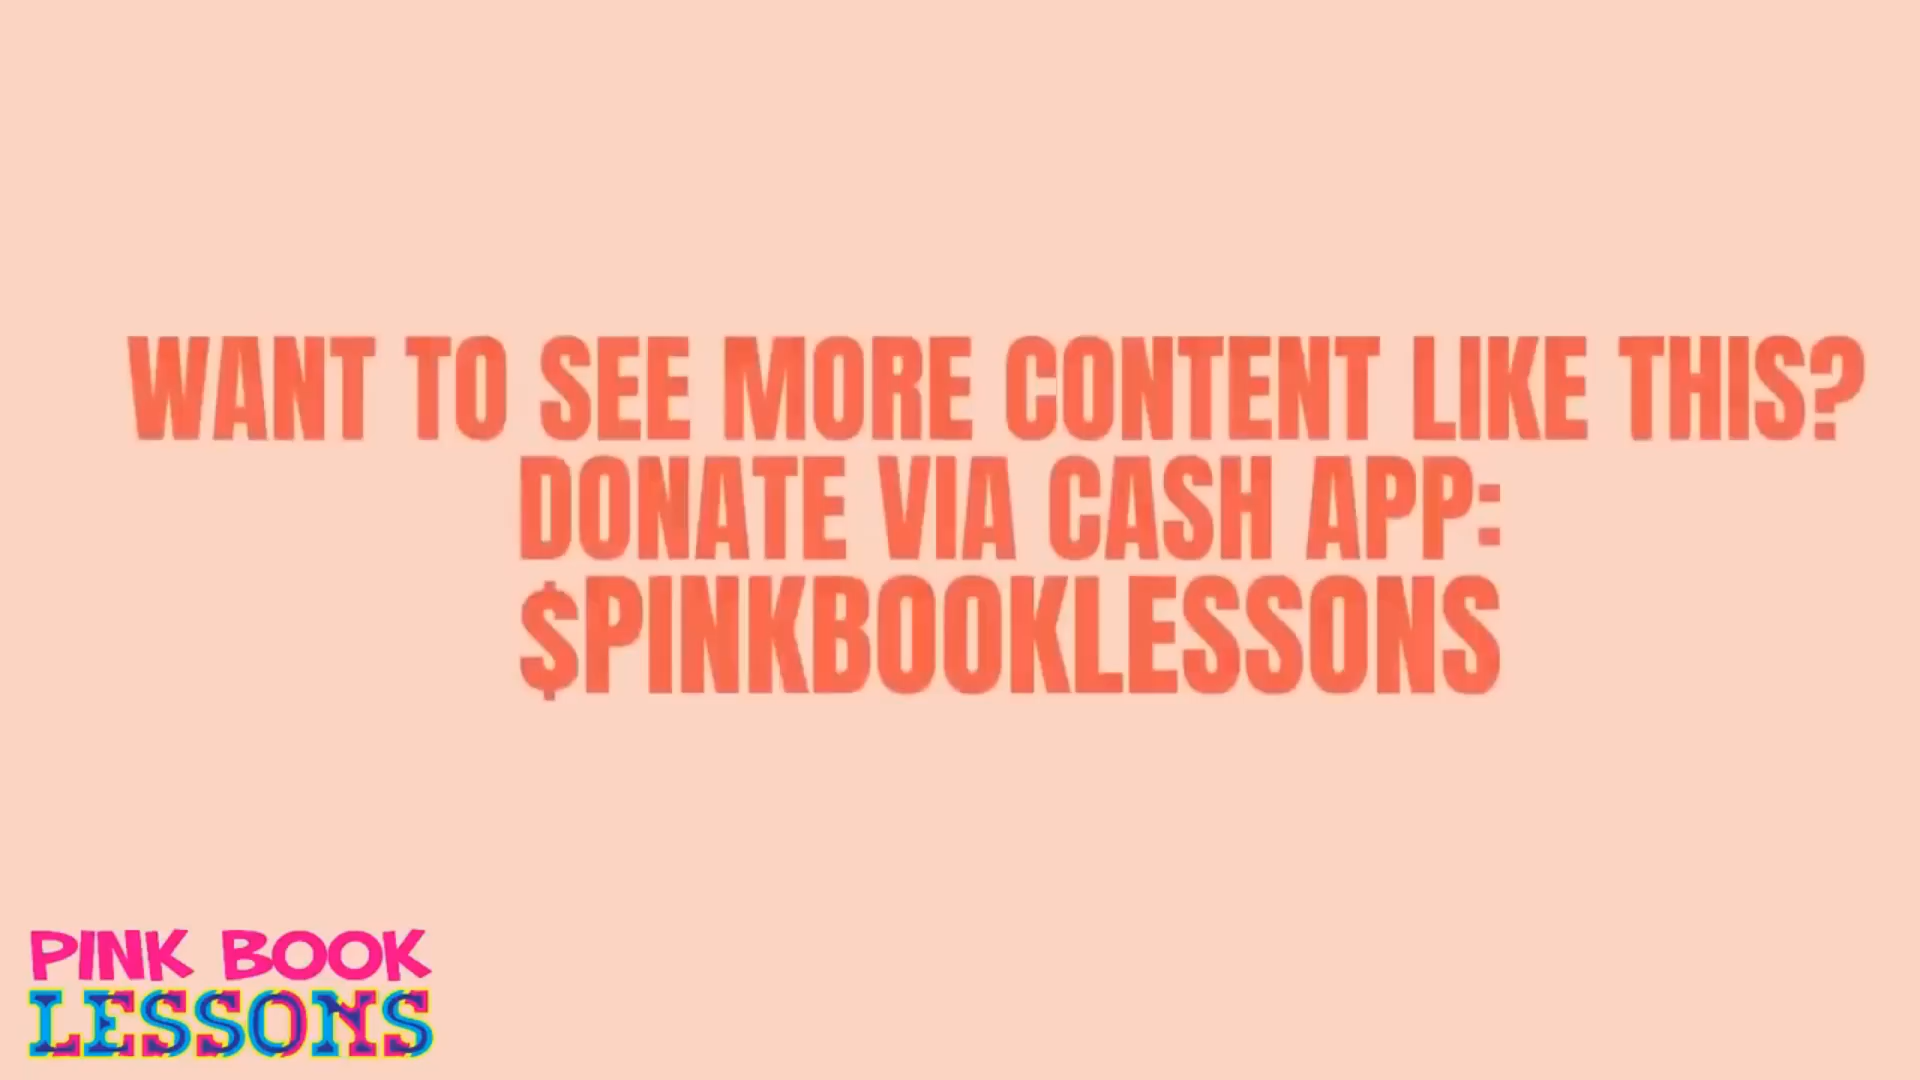 WANT TO SEE MORE CONTENT LIKE THIS?
DONATE VIA CASH APP:
$PINKBOOKLESSONS
PINK BOOK
LESSONS